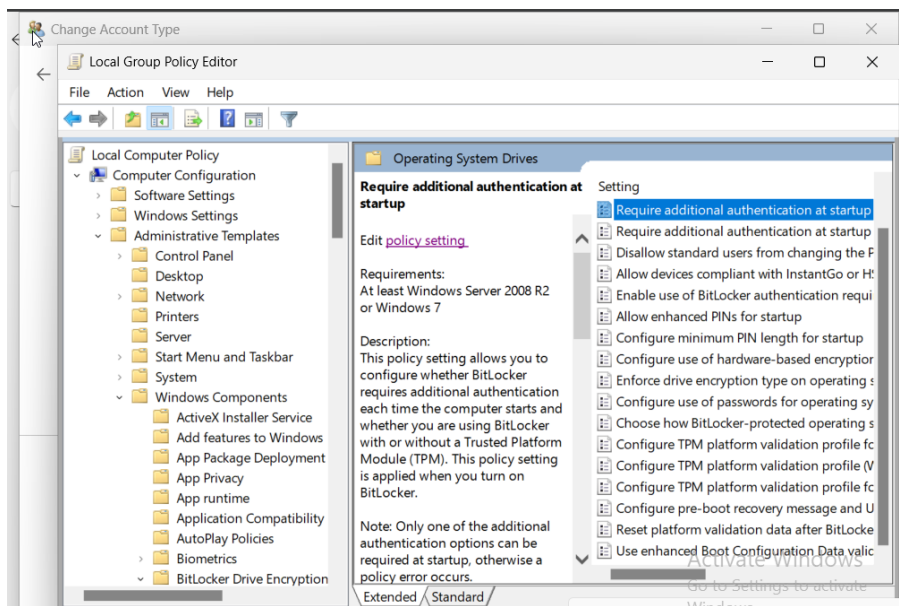 Change Account Type
Local Group Policy Editor
File Action View Help
Local Computer Policy
Computer Configuration
Software Settings
Windows Settings
Administrative Templates
Control Panel
Desktop
Network
Printers
Server
Start Menu and Taskbar
System
Windows Components
ActiveX Installer Service
Add features to Windows
App Package Deployment
App Privacy
App runtime
Application Compatibility
AutoPlay Policies
Biometrics
BitLocker Drive Encryption
Operating System Drives
Require additional authentication at
startup
Edit policy setting
Requirements:
At least Windows Server 2008 R2
or Windows 7
Description:
This policy setting allows you to
configure whether BitLocker
requires additional authentication
each time the computer starts and
whether you are using BitLocker
with or without a Trusted Platform
Module (TPM). This policy setting
is applied when you turn on
BitLocker.
Note: Only one of the additional
authentication options can be
required at startup, otherwise a
policy error occurs.
Setting
Require additional authentication at startup
Require additional authentication at startup
Disallow standard users from changing the
Allow devices compliant with InstantGo or
Enable use of BitLocker authentication requi
Allow enhanced PINs for startup
Configure minimum PIN length for startup
Configure use of hardware-based encryption
Enforce drive encryption type on operating
Configure use of passwords for operating sy
Choose how BitLocker-protected operating
Configure TPM platform validation profile fc
Configure TPM platform validation profile (
Configure TPM platform validation profile fc
Configure pre-boot recovery message and U
Reset platform validation data after BitLocke
Use enhanced Boot Configuration Data valic
Extended Standard
Activate Windows
Go to Settings to activate
Windows